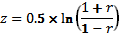 z = 0.5 × ln(1 + r / 1 − r)